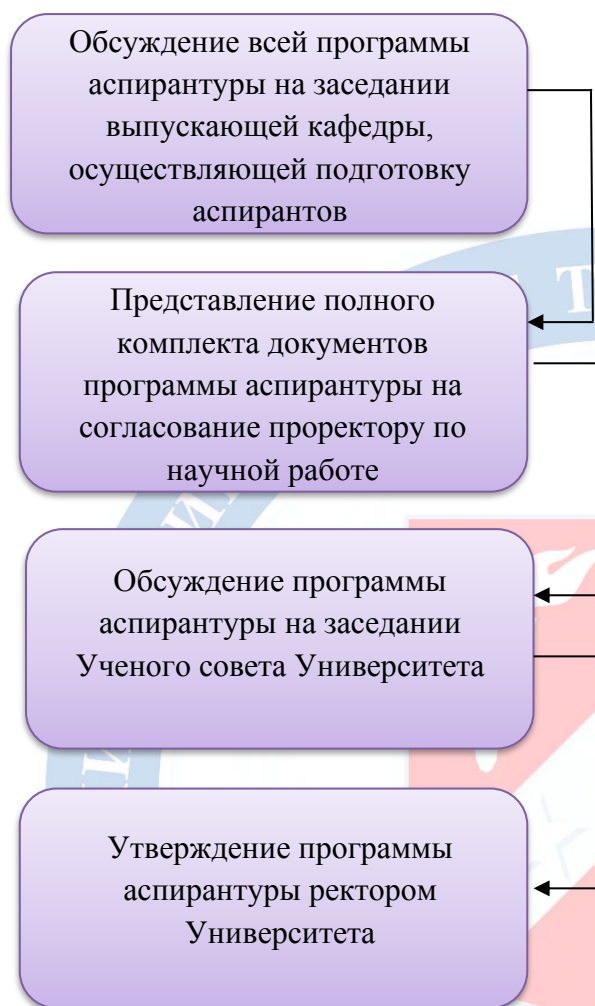 Обсуждение всей программы
аспирантуры на заседании
выпускающей кафедры,
осуществляющей подготовку
аспирантов
Представление полного
комплекта документов
программы аспирантуры на
согласование проректору по
научной работе
Обсуждение программы
аспирантуры на заседании
Ученого совета Университета
Утверждение программы
аспирантуры ректором
Университета